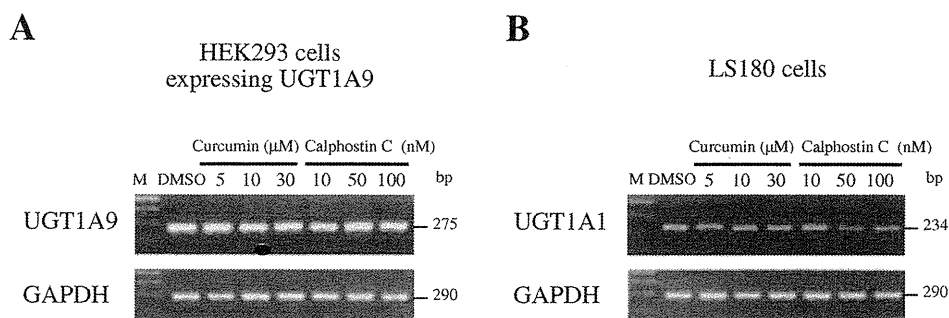 A
HEK293 cells
expressing UGT1A9
Curcumin (μM) Calphostin C (nM)
M DMSO 5 10 30 10 50 100 bp
UGT1A9 275
GAPDH 290
B
LS180 cells
Curcumin (μM) Calphostin C (nM)
M DMSO 5 10 30 10 50 100 bp
UGT1A1 234
GAPDH 290